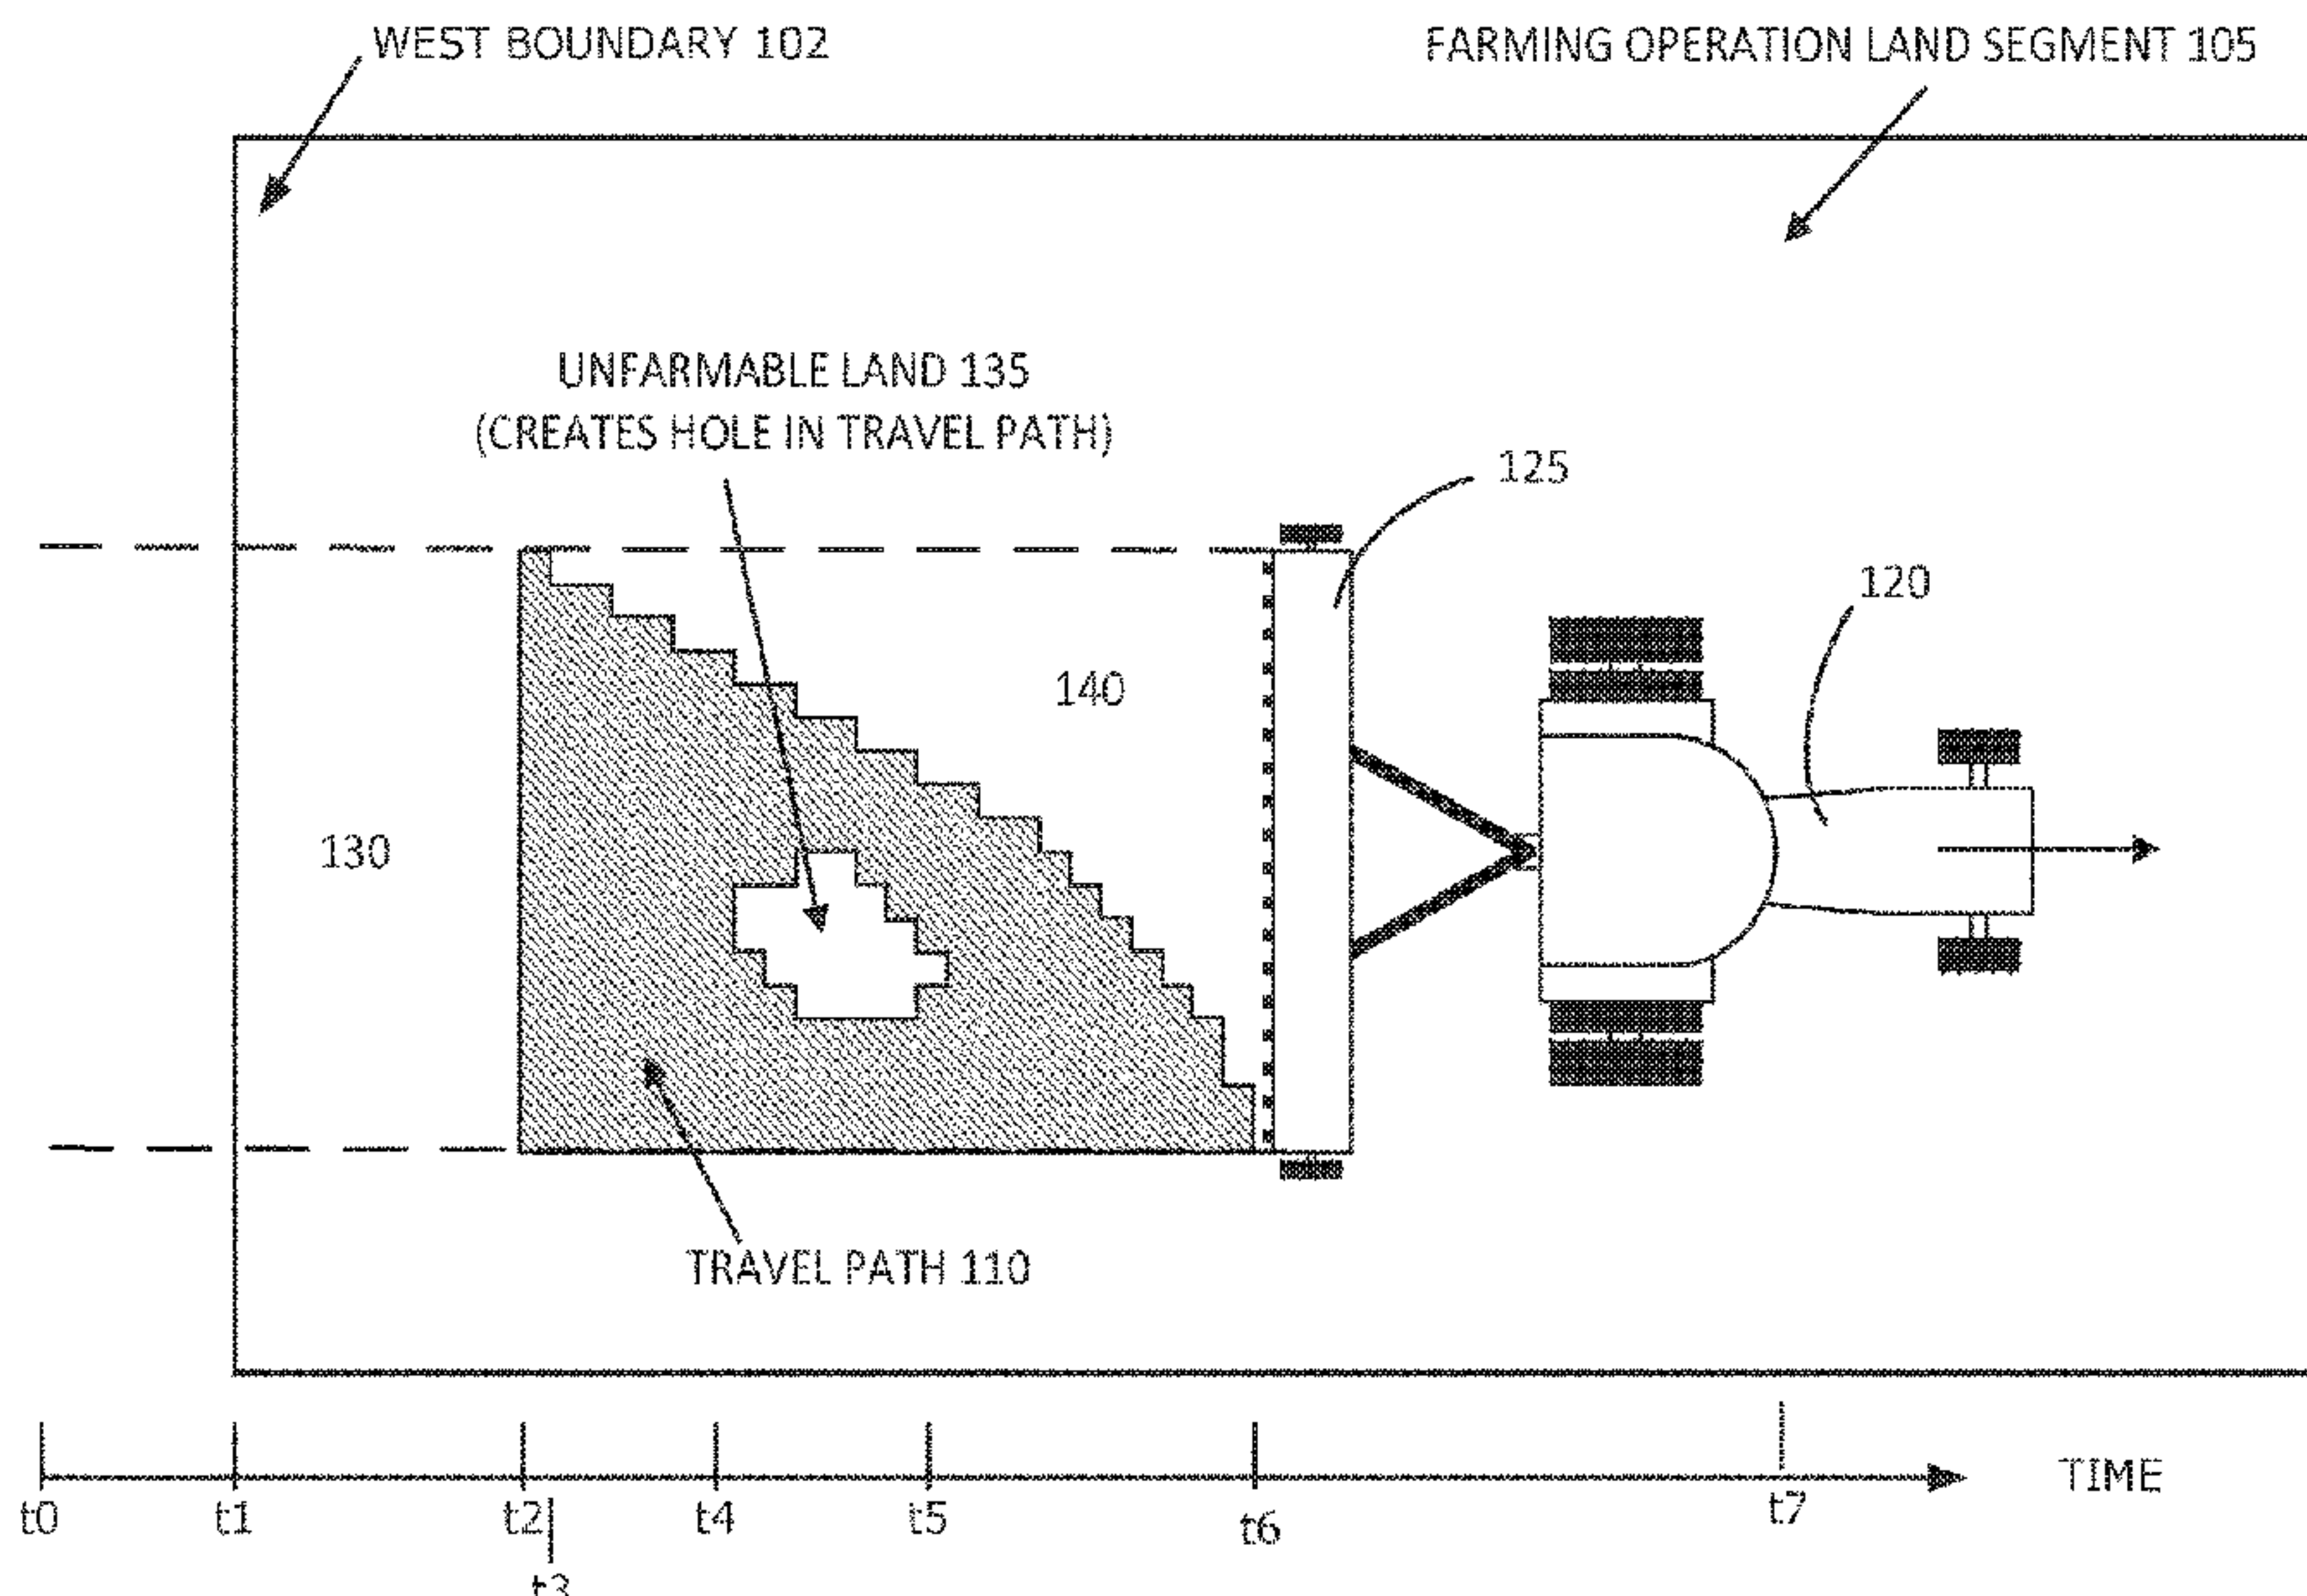 WEST BOUNDARY 102
FARMING OPERATION LAND SEGMENT 105
UNFARMABLE LAND 135
(CREATES HOLE IN TRAVEL PATH)
125
120
140
130
TRAVEL PATH 110
TIME
t0
t1
t2
t3
t4
t5
t6
t7